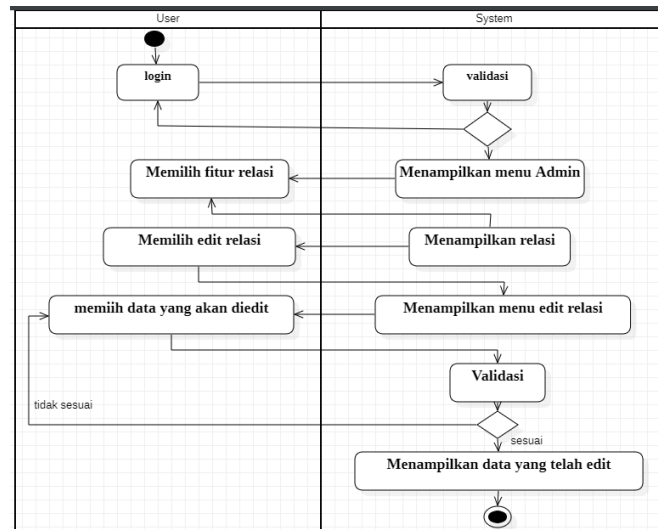 User
System
login
validasi
Memilih fitur relasi
Menampilkan menu Admin
Memilih edit relasi
Menampilkan relasi
memiih data yang akan diedit
Menampilkan menu edit relasi
Validasi
tidak sesuai
sesuai
Menampilkan data yang telah edit